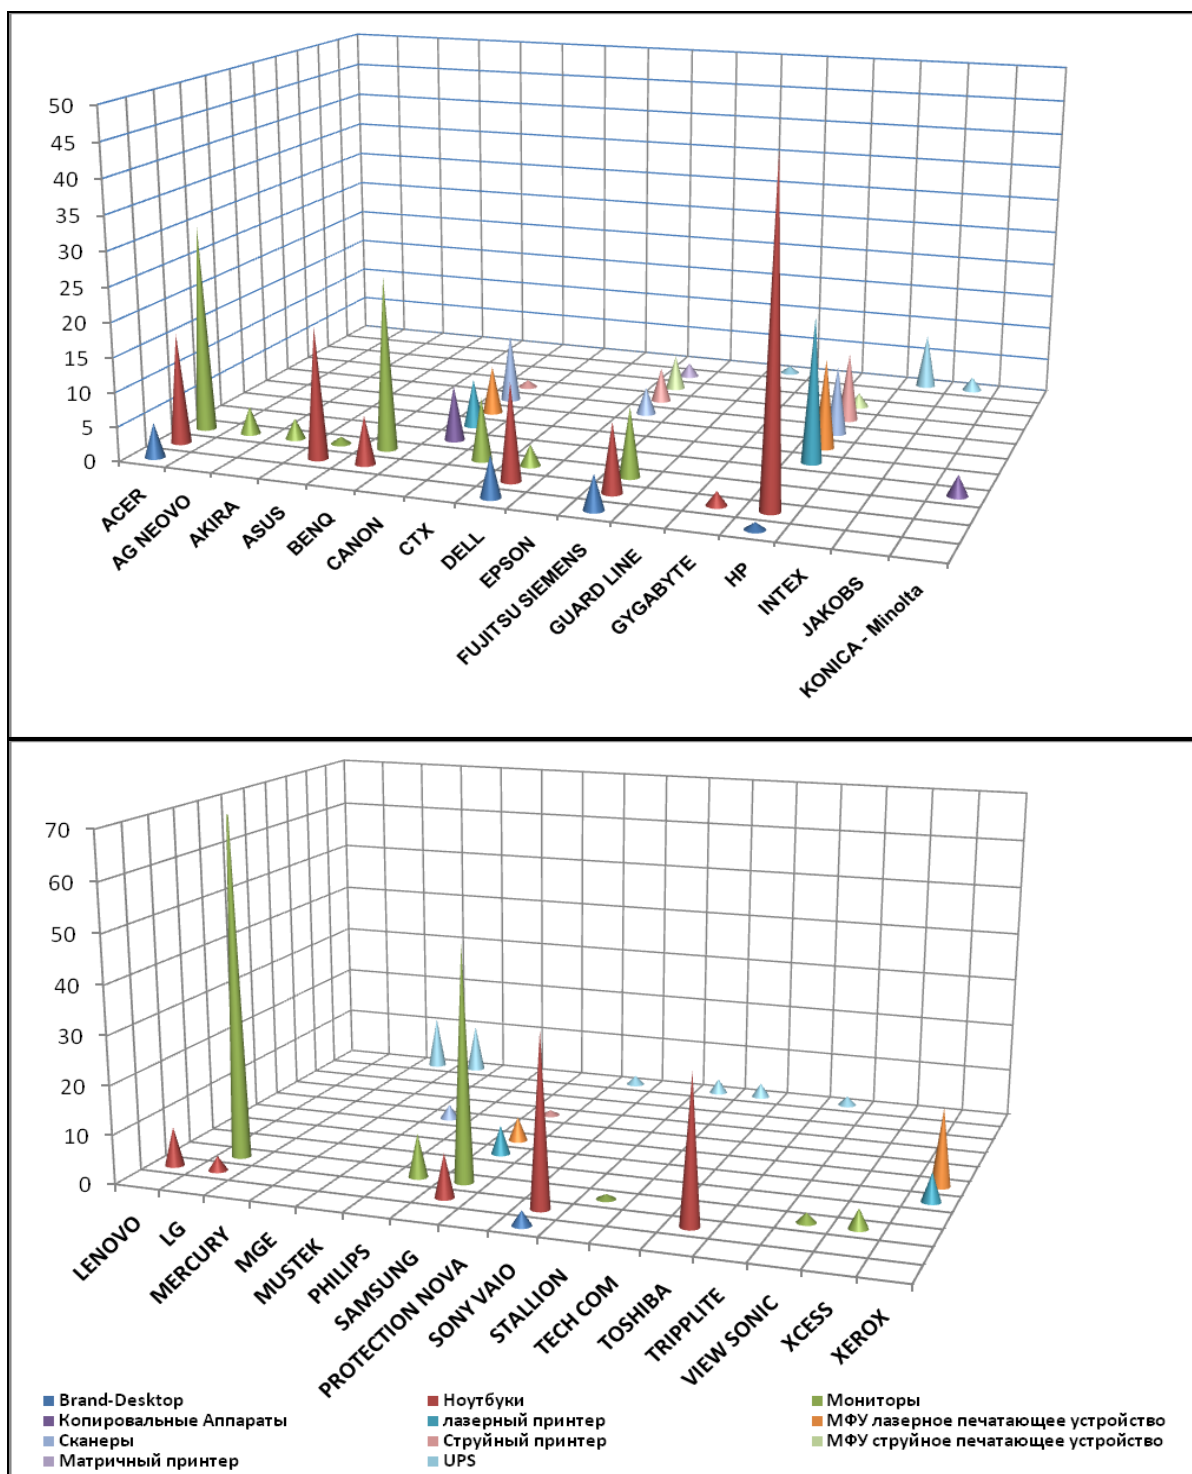 50
45
40
35
30
25
20
15
10
5
0
ACER
AG NEOVO
AKIRA
ASUS
BENQ
CANON
CTX
DELL
EPSON
FUJITSU SIEMENS
GUARD LINE
GYGABYTE
HP
INTEX
JAKOBS
KONICA - Minolta
70
60
50
40
30
20
10
0
LENOVO
LG
MERCURY
MGE
MUSTEK
PHILIPS
SAMSUNG
PROTECTION NOVA
SONY VAIO
STALLION
TECH COM
TOSHIBA
TRIPPLITE
VIEW SONIC
XCESS
XEROX
Brand-Desktop
Ноутбуки
Мониторы
Копировальные Аппараты
лазерный принтер
МФУ лазерное печатающее устройство
Сканеры
Струйный принтер
МФУ струйное печатающее устройство
Матричный принтер
UPS